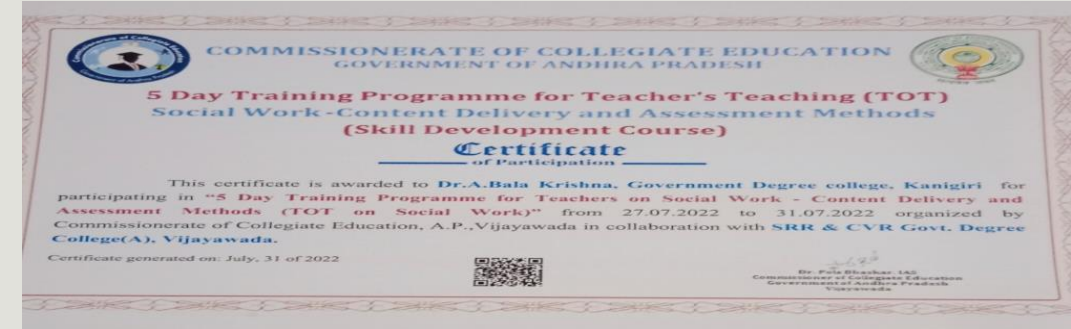 COMMISSIONERATE OF COLLEGIATE EDUCATION
GOVERNMENT OF ANDHRA PRADESH
5 Day Training Programme for Teacher's Teaching (TOT)
Social Work-Content Delivery and Assessment Methods
(Skill Development Course)
Certificate
of Participation
This certificate is awarded to Dr.A.Bala Krishna, Government Degree college, Kanigiri for
participating in "5 Day Training Programme for Teachers on Social Work - Content Delivery and
Assessment Methods (TOT on Social Work)" from 27.07.2022 to 31.07.2022 organized by
Commissionerate of Collegiate Education, A.P.,Vijayawada in collaboration with SRR & CVR Govt. Degree
College(A), Vijayawada.
Certificate generated on: July, 31 of 2022
Dr. Pola Bhaskar, IAS
Commissioner of Collegiate Education
Government of Andhra Pradesh
Vijayawada